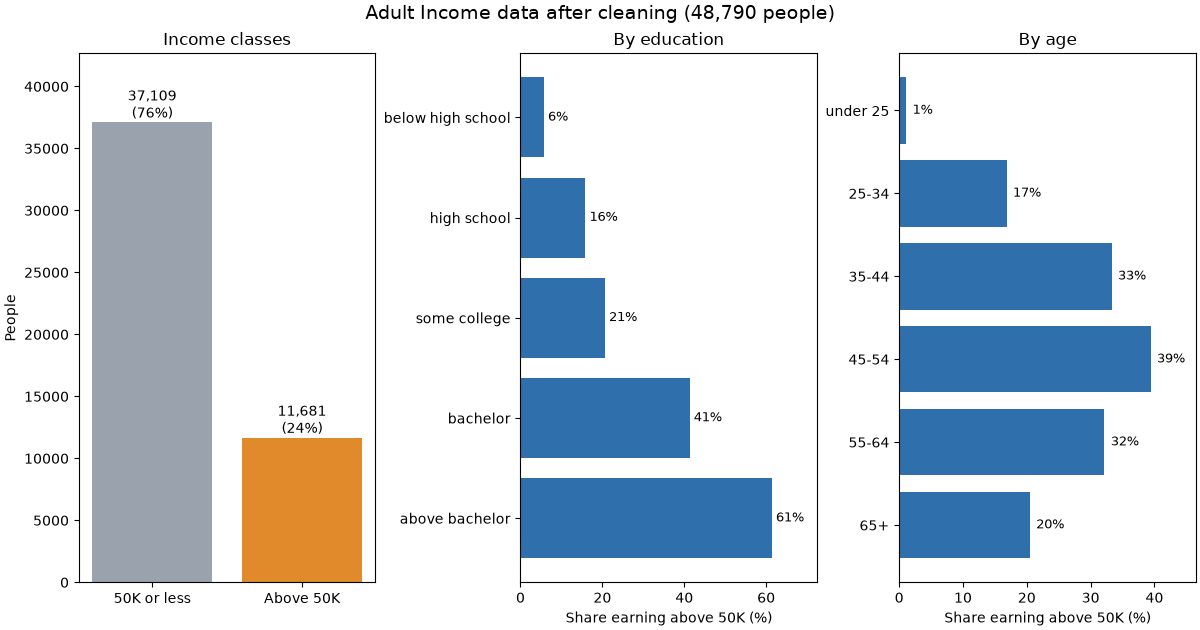 Adult Income data after cleaning (48,790 people)
Income classes
People
40000
35000
30000
25000
20000
15000
10000
5000
0
37,109
(76%)
11,681
(24%)
50K or less
Above 50K
By education
below high school
6%
high school
16%
some college
21%
bachelor
41%
above bachelor
61%
0
20
40
60
Share earning above 50K (%)
By age
under 25
1%
25-34
17%
35-44
33%
45-54
39%
55-64
32%
65+
20%
0
10
20
30
40
Share earning above 50K (%)